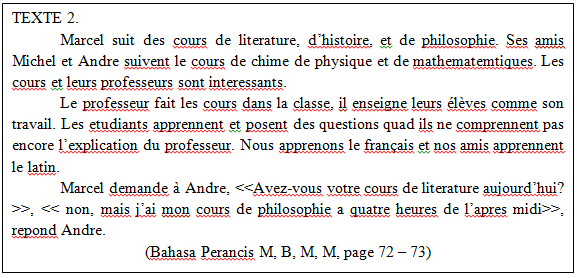 TEXTE 2.
Marcel suit des cours de literature, d'histoire, et de philosophie. Ses amis
Michel et Andre suivent le cours de chime de physique et de mathematemtiques. Les
cours et leurs professeurs sont interessants.
Le professeur fait les cours dans la classe, il enseigne leurs élèves comme son
travail. Les etudiants apprennent et posent des questions quad ils ne comprennent pas
encore l'explication du professeur. Nous apprenons le français et nos amis apprennent
le latin.
Marcel demande à Andre, <<Avez-vous votre cours de literature aujourd'hui?
>>, << non, mais j'ai mon cours de philosophie a quatre heures de l'apres midi>>,
repond Andre.
(Bahasa Perancis M, B, M, M, page 72 – 73)